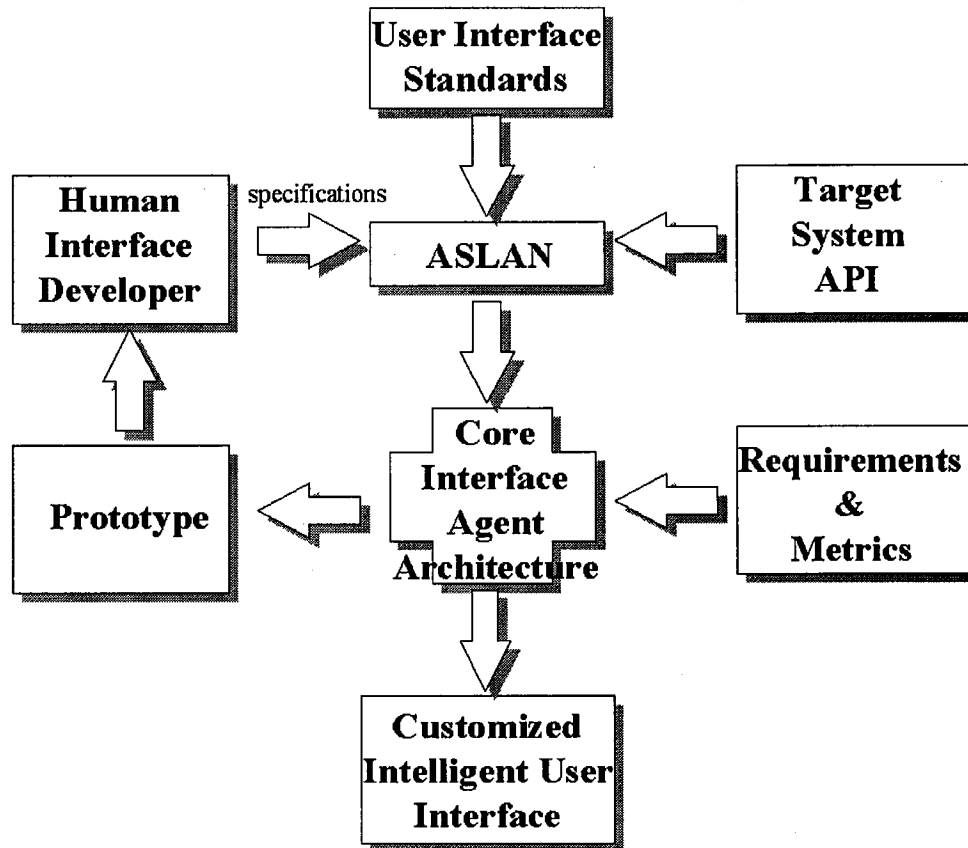 User Interface
Standards
Human
Interface
Developer
specifications
ASLAN
Target
System
API
Prototype
Core
Interface
Agent
Architecture
Requirements
&
Metrics
Customized
Intelligent User
Interface